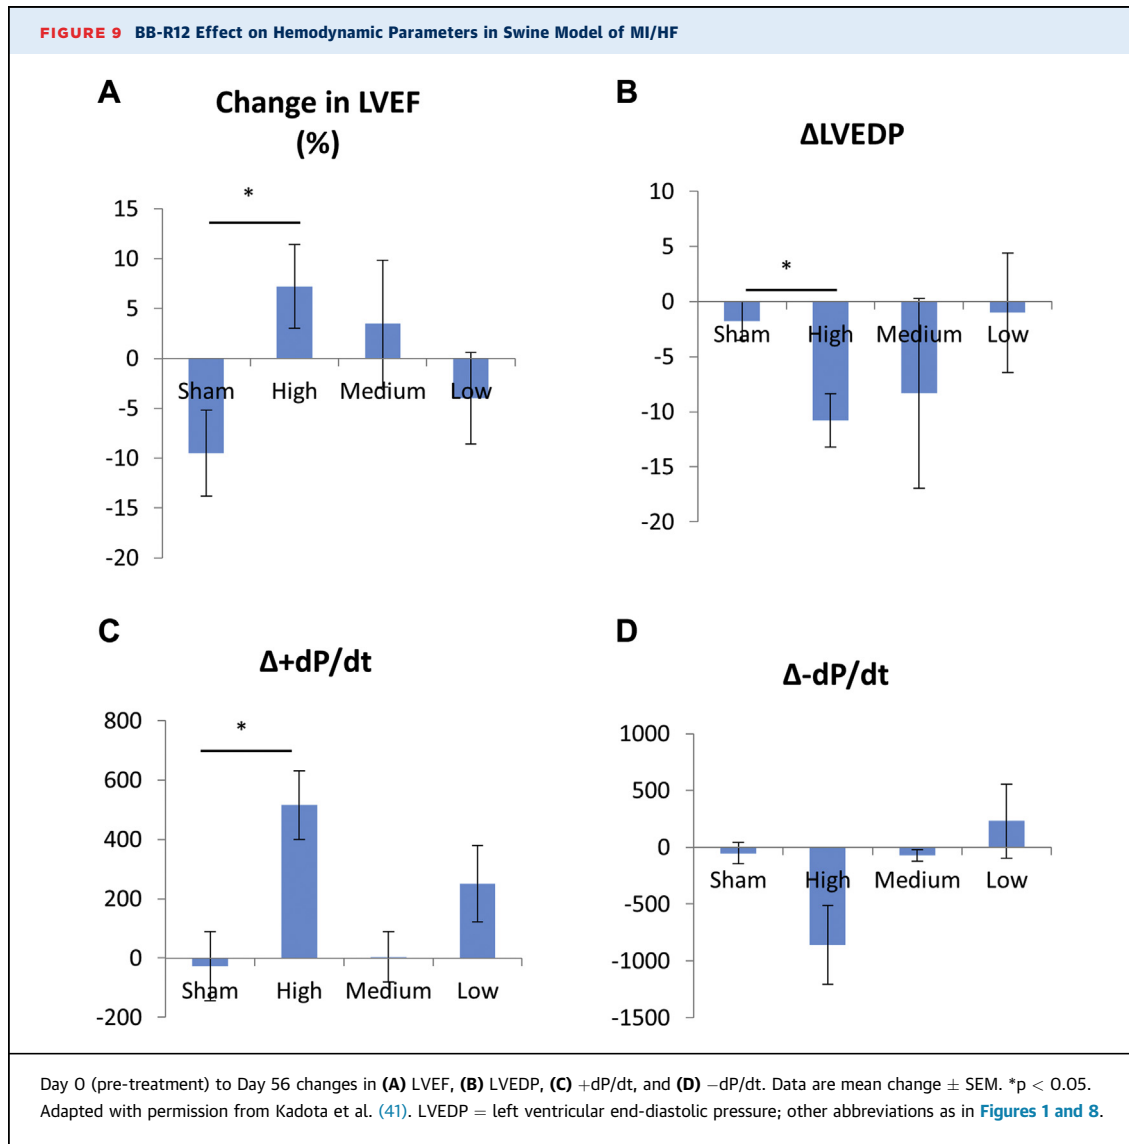 FIGURE 9 BB-R12 Effect on Hemodynamic Parameters in Swine Model of MI/HF
A
Change in LVEF
(%)
*
15
10
5
0
-5
-10
-15
-20
Sham High Medium Low
B
ΔLVEDP
*
10
5
0
-5
-10
-15
-20
Sham High Medium Low
C
Δ+dP/dt
*
800
600
400
200
0
-200
Sham High Medium Low
D
Δ-dP/dt
1000
500
0
-500
-1000
-1500
Sham High Medium Low
Day 0 (pre-treatment) to Day 56 changes in (A) LVEF, (B) LVEDP, (C) +dP/dt, and (D) −dP/dt. Data are mean change ± SEM. *p < 0.05.
Adapted with permission from Kadota et al. (41). LVEDP = left ventricular end-diastolic pressure; other abbreviations as in Figures 1 and 8.